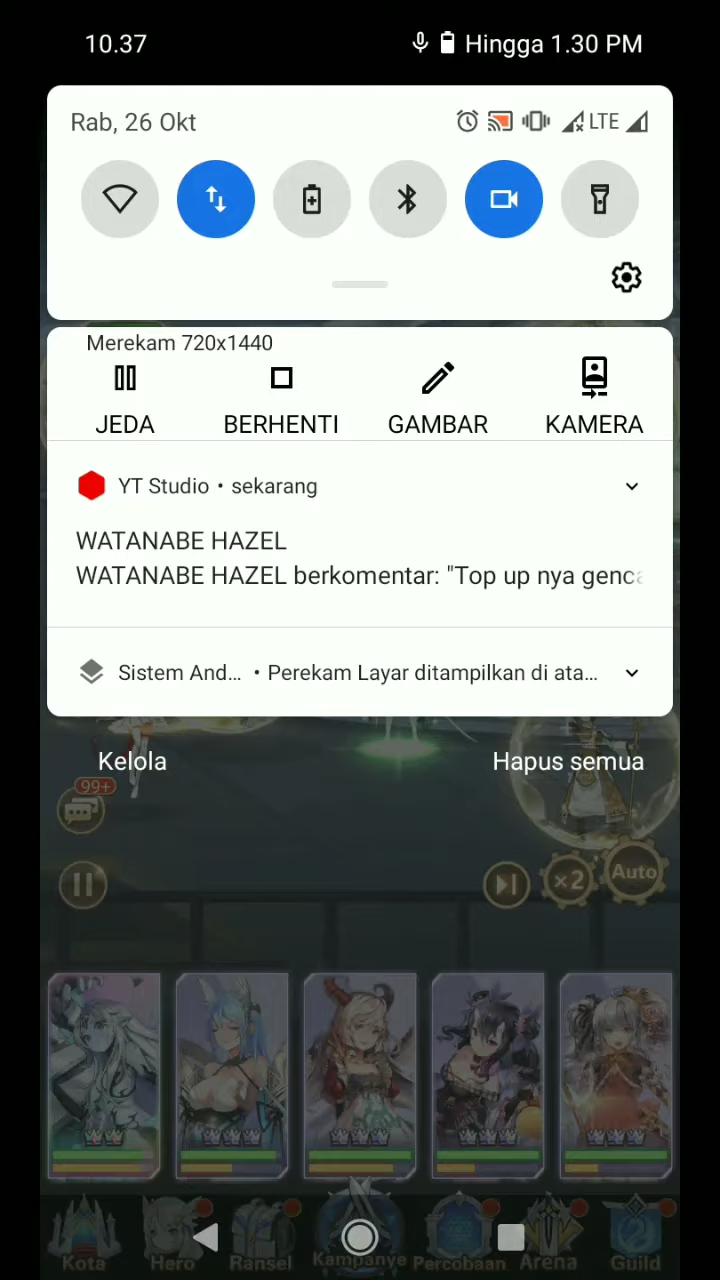 10.37
Hingga 1.30 PM
Rab, 26 Okt
LTE
Merekam 720x1440
JEDA
BERHENTI
GAMBAR
KAMERA
YT Studio • sekarang
WATANABE HAZEL
WATANABE HAZEL berkomentar: "Top up nya genca
Sistem And... • Perekam Layar ditampilkan di ata...
Kelola
Hapus semua
99+
×2
Auto
Kota
Hero
Ransel
Kampanye
Percobaan
Arena
Guild